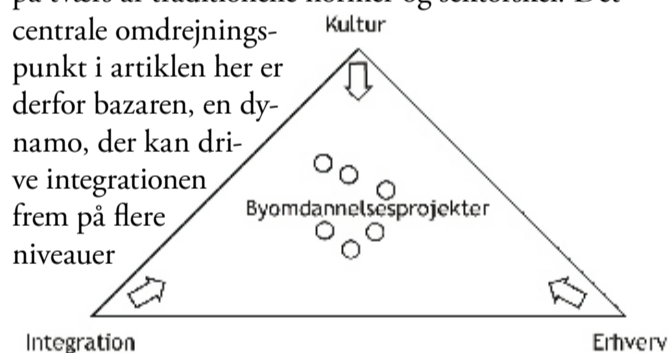 centrale omdrejnings-
punkt i artiklen her er
derfor bazaren, en dy-
namo, der kan dri-
ve integrationen
frem på flere
niveauer
Kultur
Byomdannelsesprojekter
Integration
Erhverv